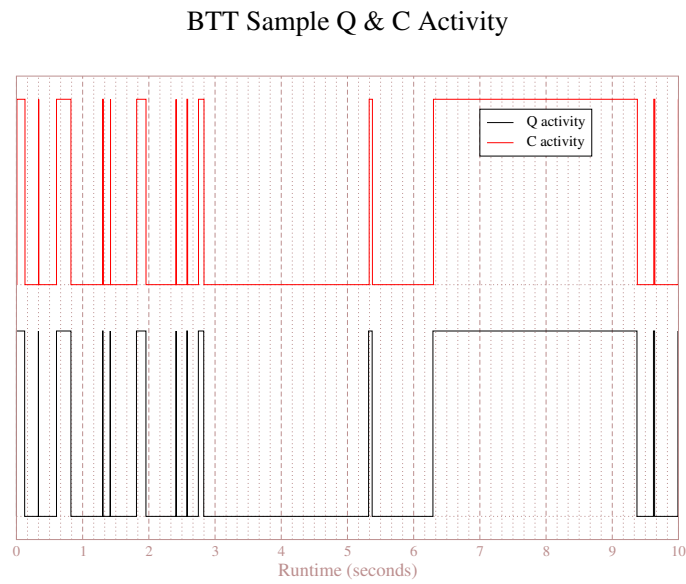 BTT Sample Q & C Activity
Q activity
C activity
0 1 2 3 4 5 6 7 8 9 10
Runtime (seconds)